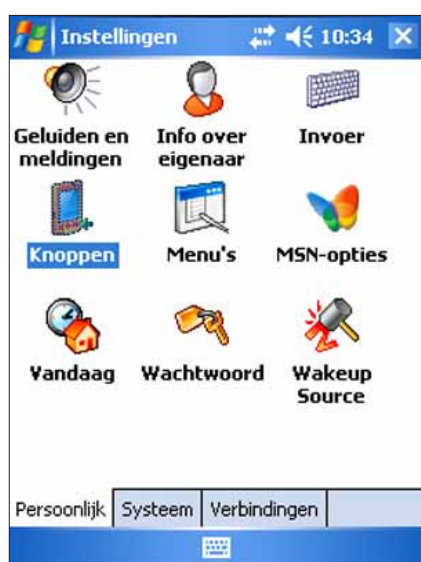 Instellingen 10:34
Geluiden en meldingen
Info over eigenaar
Invoer
Knoppen
Menu's
MSN-opties
Vandaag
Wachtwoord
Wakeup Source
Persoonlijk Systeem Verbindingen